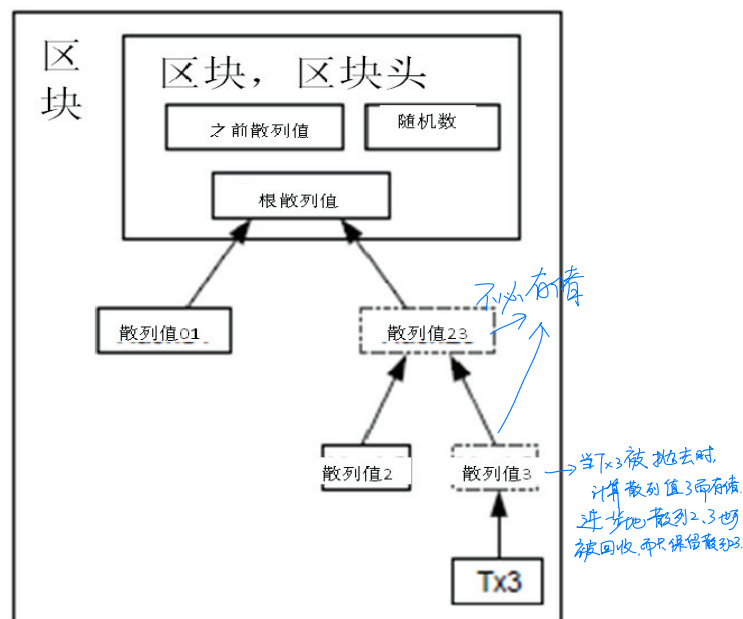 区
块
区块，区块头
之前散列值
随机数
根散列值
不必存储
散列值01
散列值23
散列值2
散列值3
当Tx3被抛去时,
计算散列值3而存储.
进一步地散列2、3也可
被回收,而只保留散列23.
Tx3